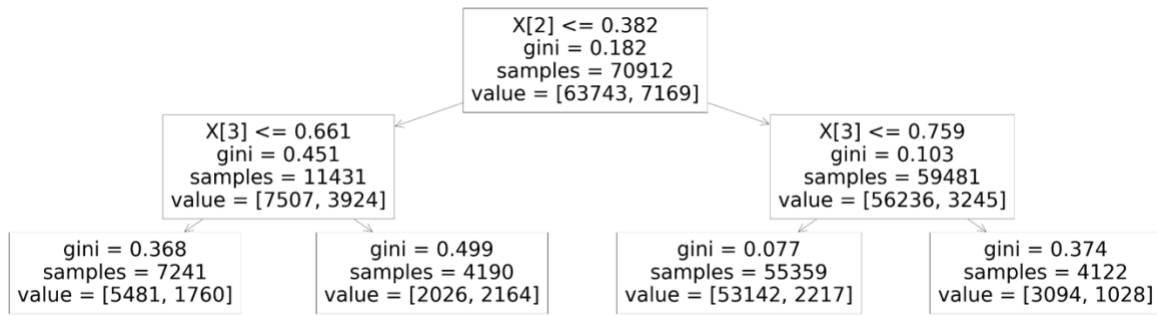 X[2] <= 0.382
gini = 0.182
samples = 70912
value = [63743, 7169]
X[3] <= 0.661
gini = 0.451
samples = 11431
value = [7507, 3924]
X[3] <= 0.759
gini = 0.103
samples = 59481
value = [56236, 3245]
gini = 0.368
samples = 7241
value = [5481, 1760]
gini = 0.499
samples = 4190
value = [2026, 2164]
gini = 0.077
samples = 55359
value = [53142, 2217]
gini = 0.374
samples = 4122
value = [3094, 1028]